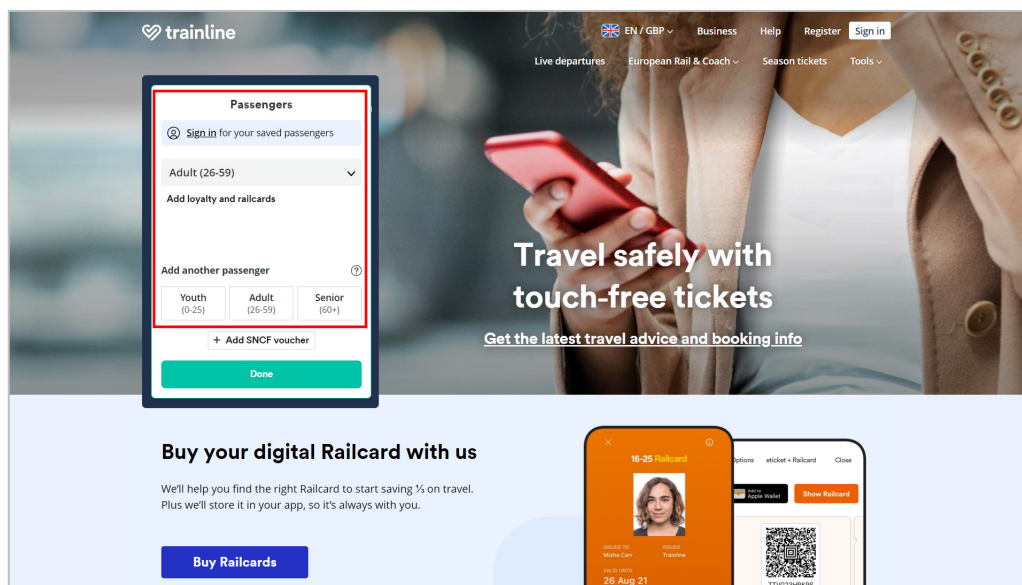 trainline
EN / GBP
Business
Help
Register
Sign in
Live departures
European Rail & Coach
Season tickets
Tools
Passengers
Sign in for your saved passengers
Adult (26-59)
Add loyalty and railcards
Add another passenger
?
Youth
(0-25)
Adult
(26-59)
Senior
(60+)
+ Add SNCF voucher
Done
Travel safely with
touch-free tickets
Get the latest travel advice and booking info
Buy your digital Railcard with us
We'll help you find the right Railcard to start saving ⅓ on travel.
Plus we'll store it in your app, so it's always with you.
Buy Railcards
16-25 Railcard
ISSUED TO
Misha Carr
ISSUED
Trainline
VALID UNTIL
26 Aug 21
Options
eticket + Railcard
Close
Add to
Apple Wallet
Show Railcard